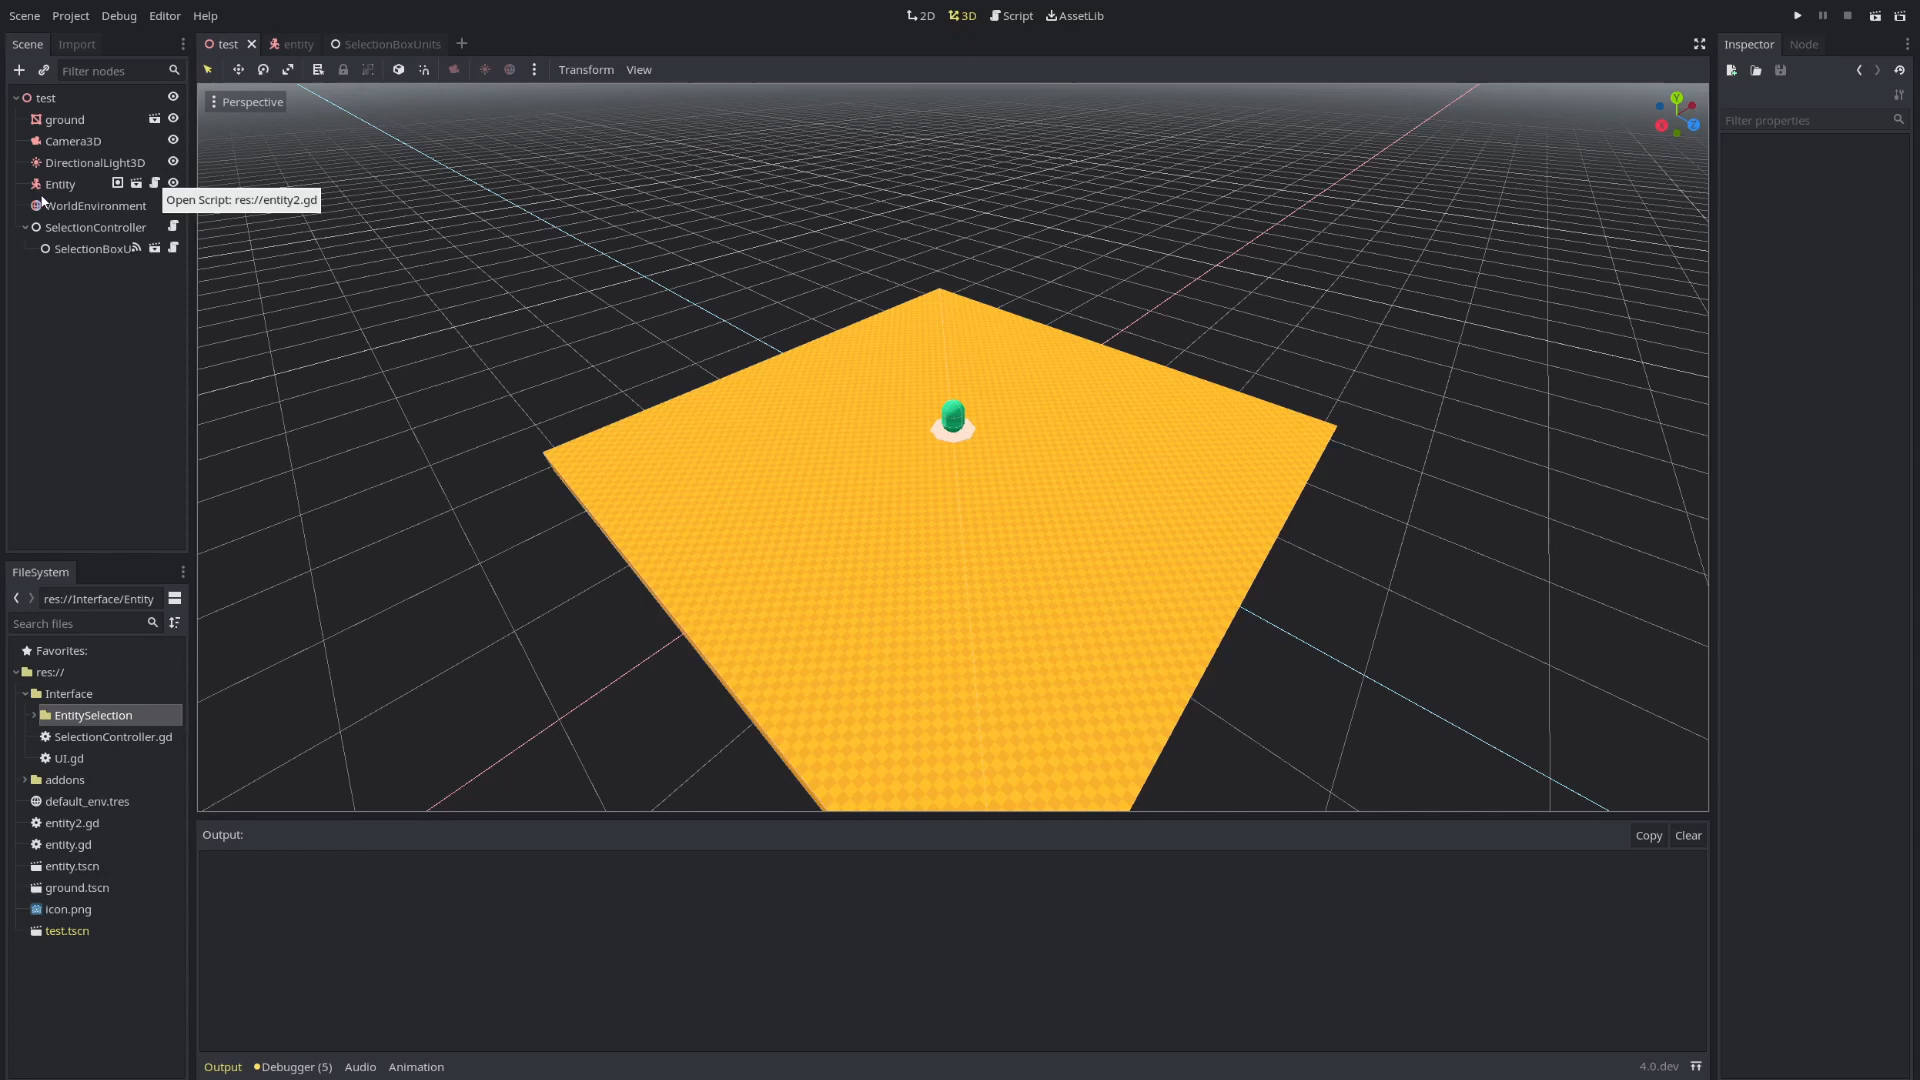 Scene Project Debug Editor Help
2D 3D Script AssetLib
Scene Import
test entity SelectionBoxUnits
Inspector Node
Filter nodes
Transform View
test
ground
Camera3D
DirectionalLight3D
Entity
WorldEnvironment
SelectionController
SelectionBoxU
Open Script: res://entity2.gd
Perspective
Y
X
Z
Filter properties
FileSystem
res://Interface/Entity
Search files
Favorites:
res://
Interface
EntitySelection
SelectionController.gd
UI.gd
addons
default_env.tres
entity2.gd
entity.gd
entity.tscn
ground.tscn
icon.png
test.tscn
Output:
Copy Clear
Output Debugger (5) Audio Animation
4.0.dev